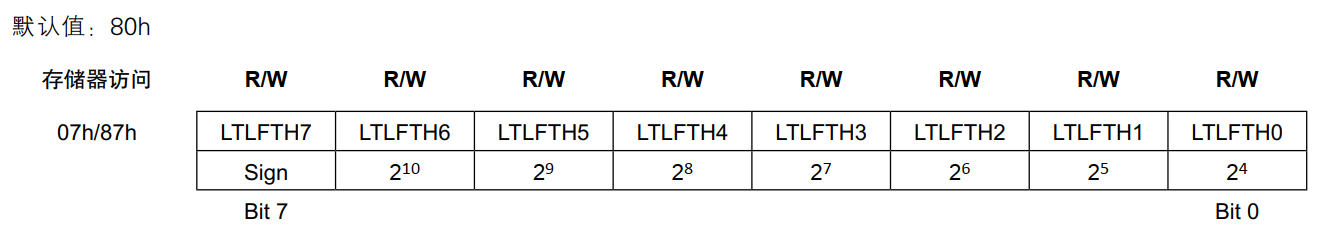 默认值：80h
存储器访问 R/W R/W R/W R/W R/W R/W R/W R/W
07h/87h LTLFTH7 LTLFTH6 LTLFTH5 LTLFTH4 LTLFTH3 LTLFTH2 LTLFTH1 LTLFTH0
Sign 2¹⁰ 2⁹ 2⁸ 2⁷ 2⁶ 2⁵ 2⁴
Bit 7 Bit 0